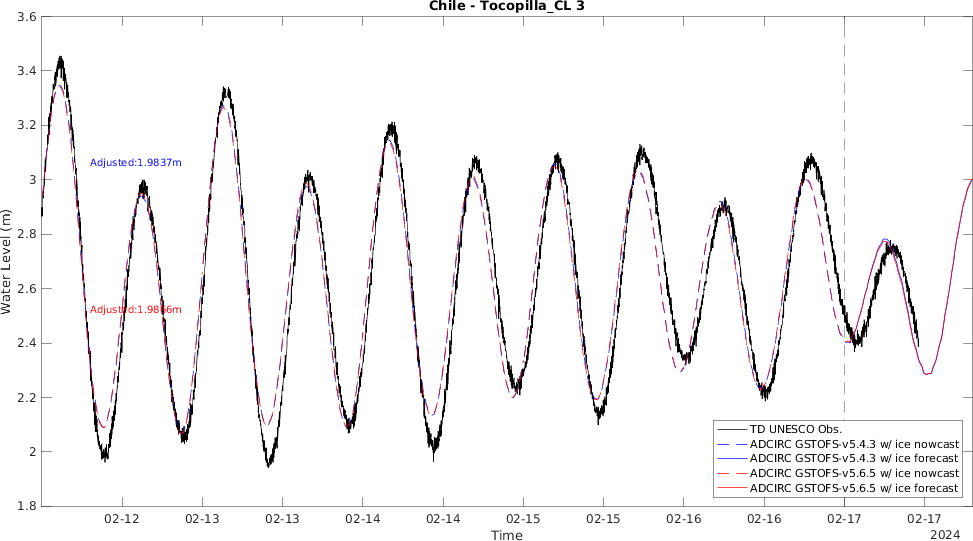 Chile - Tocopilla_CL 3
3.6
3.4
3.2
3
2.8
2.6
2.4
2.2
2
1.8
Water Level (m)
Adjusted:1.9837m
Adjusted:1.9866m
TD UNESCO Obs.
ADCIRC GSTOFS-v5.4.3 w/ ice nowcast
ADCIRC GSTOFS-v5.4.3 w/ ice forecast
ADCIRC GSTOFS-v5.6.5 w/ ice nowcast
ADCIRC GSTOFS-v5.6.5 w/ ice forecast
02-12 02-13 02-13 02-14 02-14 02-15 02-15 02-16 02-16 02-17 02-17
Time
2024